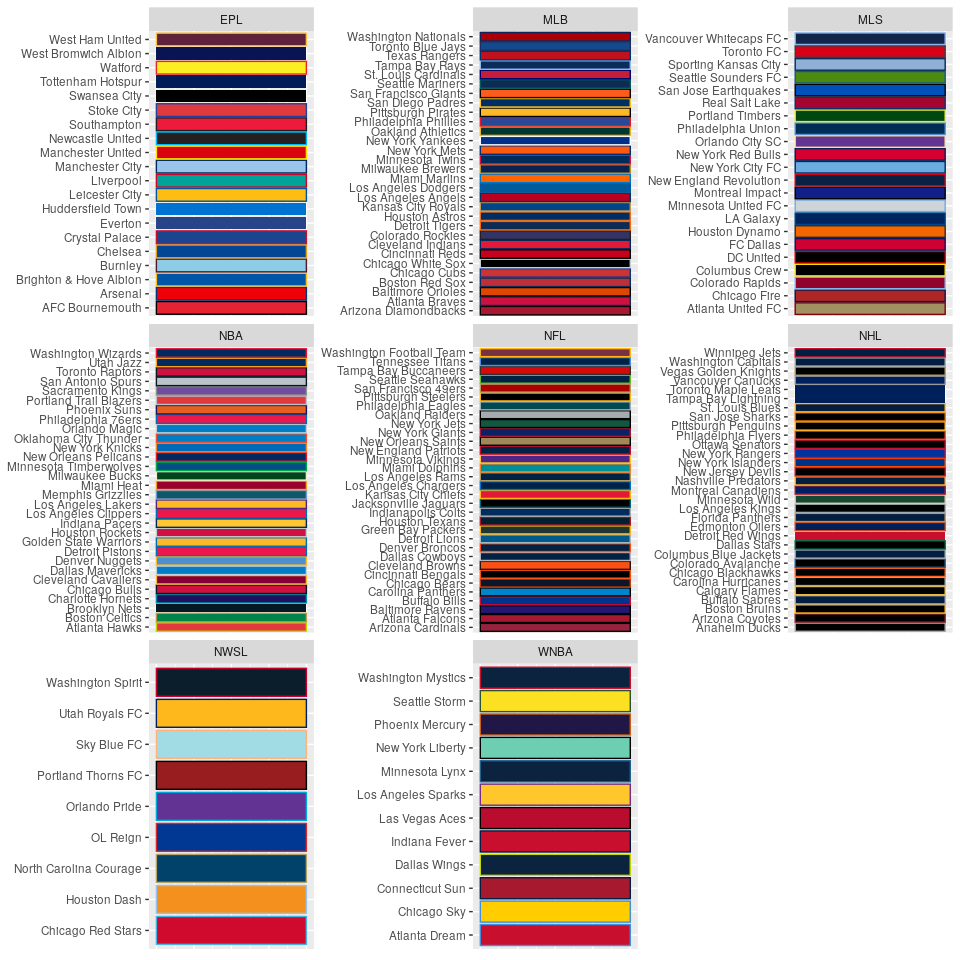 EPL
West Ham United
West Bromwich Albion
Watford
Tottenham Hotspur
Swansea City
Stoke City
Southampton
Newcastle United
Manchester United
Manchester City
Liverpool
Leicester City
Huddersfield Town
Everton
Crystal Palace
Chelsea
Burnley
Brighton & Hove Albion
Arsenal
AFC Bournemouth
MLB
Washington Nationals
Toronto Blue Jays
Texas Rangers
Tampa Bay Rays
St. Louis Cardinals
Seattle Mariners
San Francisco Giants
San Diego Padres
Pittsburgh Pirates
Philadelphia Phillies
Oakland Athletics
New York Yankees
New York Mets
Minnesota Twins
Milwaukee Brewers
Miami Marlins
Los Angeles Dodgers
Los Angeles Angels
Kansas City Royals
Houston Astros
Detroit Tigers
Colorado Rockies
Cleveland Indians
Cincinnati Reds
Chicago White Sox
Chicago Cubs
Boston Red Sox
Baltimore Orioles
Atlanta Braves
Arizona Diamondbacks
MLS
Vancouver Whitecaps FC
Toronto FC
Sporting Kansas City
Seattle Sounders FC
San Jose Earthquakes
Real Salt Lake
Portland Timbers
Philadelphia Union
Orlando City SC
New York Red Bulls
New York City FC
New England Revolution
Montreal Impact
Minnesota United FC
LA Galaxy
Houston Dynamo
FC Dallas
DC United
Columbus Crew
Colorado Rapids
Chicago Fire
Atlanta United FC
NBA
Washington Wizards
Utah Jazz
Toronto Raptors
San Antonio Spurs
Sacramento Kings
Portland Trail Blazers
Phoenix Suns
Philadelphia 76ers
Orlando Magic
Oklahoma City Thunder
New York Knicks
New Orleans Pelicans
Minnesota Timberwolves
Milwaukee Bucks
Miami Heat
Memphis Grizzlies
Los Angeles Lakers
Los Angeles Clippers
Indiana Pacers
Houston Rockets
Golden State Warriors
Detroit Pistons
Denver Nuggets
Dallas Mavericks
Cleveland Cavaliers
Chicago Bulls
Charlotte Hornets
Brooklyn Nets
Boston Celtics
Atlanta Hawks
NFL
Washington Football Team
Tennessee Titans
Tampa Bay Buccaneers
Seattle Seahawks
San Francisco 49ers
Pittsburgh Steelers
Philadelphia Eagles
Oakland Raiders
New York Jets
New York Giants
New Orleans Saints
New England Patriots
Minnesota Vikings
Miami Dolphins
Los Angeles Rams
Los Angeles Chargers
Kansas City Chiefs
Jacksonville Jaguars
Indianapolis Colts
Houston Texans
Green Bay Packers
Detroit Lions
Denver Broncos
Dallas Cowboys
Cleveland Browns
Cincinnati Bengals
Chicago Bears
Carolina Panthers
Buffalo Bills
Baltimore Ravens
Atlanta Falcons
Arizona Cardinals
NHL
Winnipeg Jets
Washington Capitals
Vegas Golden Knights
Vancouver Canucks
Toronto Maple Leafs
Tampa Bay Lightning
St. Louis Blues
San Jose Sharks
Pittsburgh Penguins
Philadelphia Flyers
Ottawa Senators
New York Rangers
New York Islanders
New Jersey Devils
Nashville Predators
Montreal Canadiens
Minnesota Wild
Los Angeles Kings
Florida Panthers
Edmonton Oilers
Detroit Red Wings
Dallas Stars
Columbus Blue Jackets
Colorado Avalanche
Chicago Blackhawks
Carolina Hurricanes
Calgary Flames
Buffalo Sabres
Boston Bruins
Arizona Coyotes
Anaheim Ducks
NWSL
Washington Spirit
Utah Royals FC
Sky Blue FC
Portland Thorns FC
Orlando Pride
OL Reign
North Carolina Courage
Houston Dash
Chicago Red Stars
WNBA
Washington Mystics
Seattle Storm
Phoenix Mercury
New York Liberty
Minnesota Lynx
Los Angeles Sparks
Las Vegas Aces
Indiana Fever
Dallas Wings
Connecticut Sun
Chicago Sky
Atlanta Dream